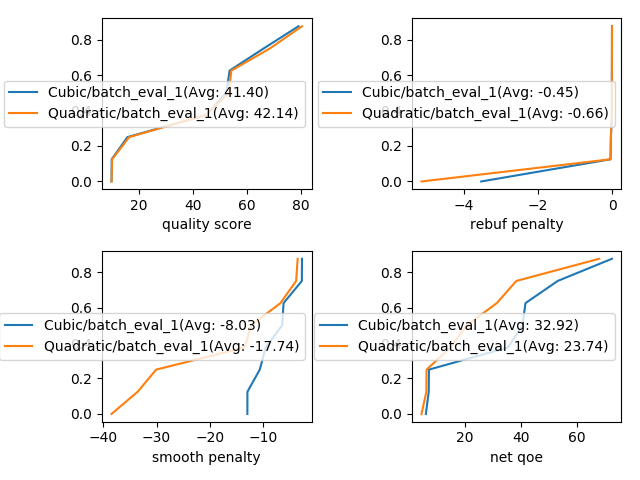 0.8
0.6
0.4
0.2
0.0
Cubic/batch_eval_1(Avg: 41.40)
Quadratic/batch_eval_1(Avg: 42.14)
20 40 60 80
quality score
0.8
0.6
0.4
0.2
0.0
Cubic/batch_eval_1(Avg: -0.45)
Quadratic/batch_eval_1(Avg: -0.66)
−4 −2 0
rebuf penalty
0.8
0.6
0.4
0.2
0.0
Cubic/batch_eval_1(Avg: -8.03)
Quadratic/batch_eval_1(Avg: -17.74)
−40 −30 −20 −10
smooth penalty
0.8
0.6
0.4
0.2
0.0
Cubic/batch_eval_1(Avg: 32.92)
Quadratic/batch_eval_1(Avg: 23.74)
20 40 60
net qoe